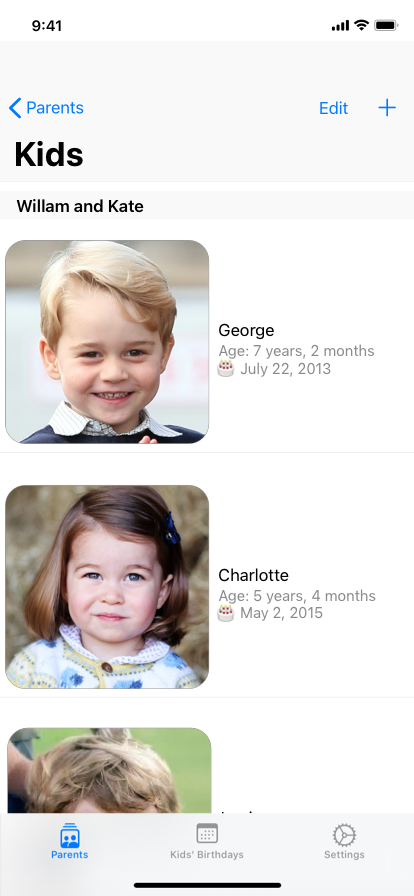 9:41
Parents
Edit
Kids
Willam and Kate
George
Age: 7 years, 2 months
July 22, 2013
Charlotte
Age: 5 years, 4 months
May 2, 2015
Parents
Kids' Birthdays
Settings